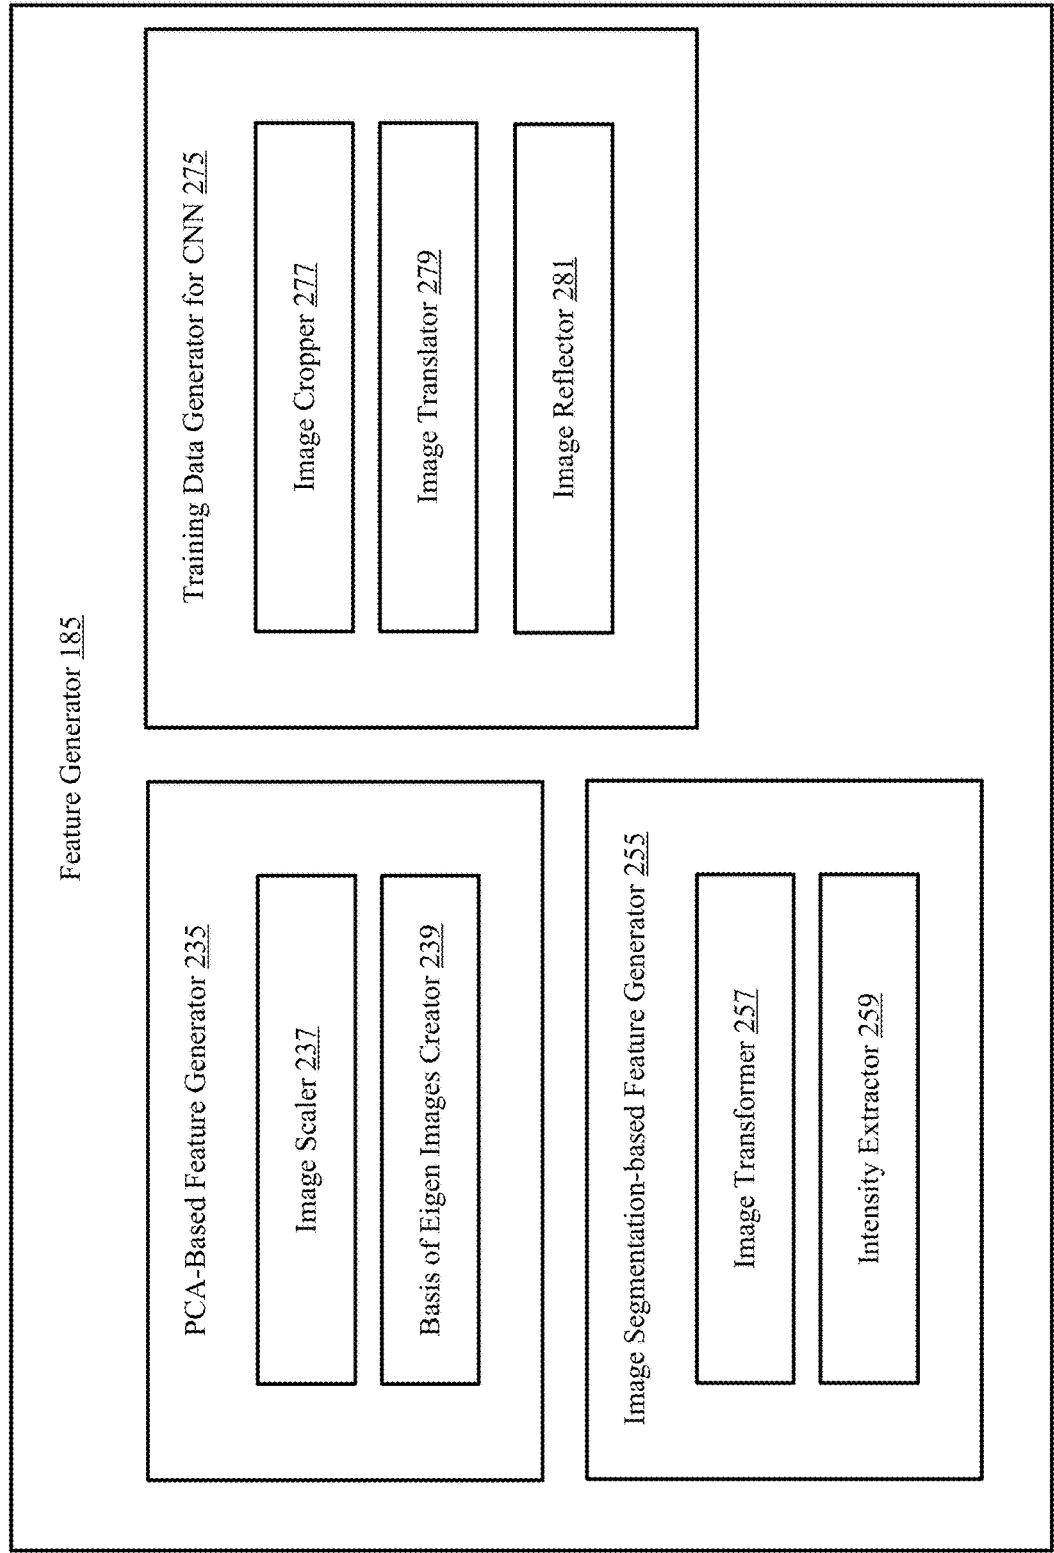 Feature Generator 185
PCA-Based Feature Generator 235
Image Scaler 237
Basis of Eigen Images Creator 239
Image Segmentation-based Feature Generator 255
Image Transformer 257
Intensity Extractor 259
Training Data Generator for CNN 275
Image Cropper 277
Image Translator 279
Image Reflector 281